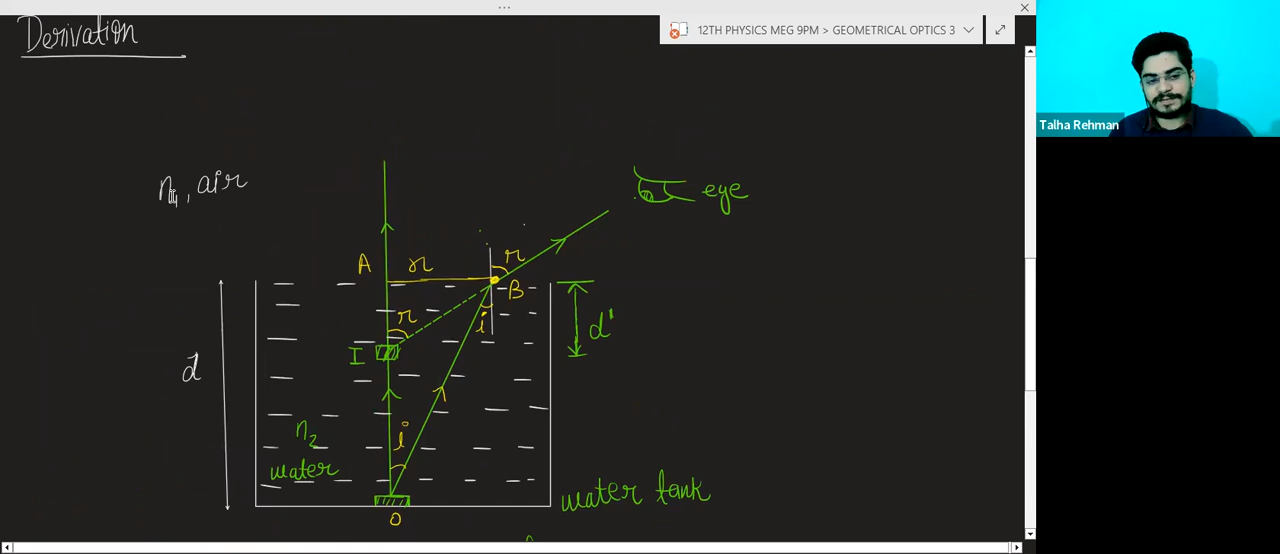 Derivation
12TH PHYSICS MEG 9PM > GEOMETRICAL OPTICS 3
Talha Rehman
n₁, air
eye
A
x
r
B
r
i
d'
I
d
i
n₂
water
water tank
O